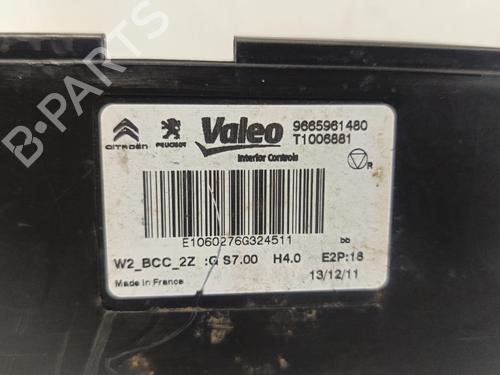 CITROËN
PEUGEOT
Valeo
Interior Controls
9665961480
T1006881
R
E1060276G324511
bb
W2_BCC_2Z :G S7.00 H4.0 E2P:18
Made in France
13/12/11
B-PARTS